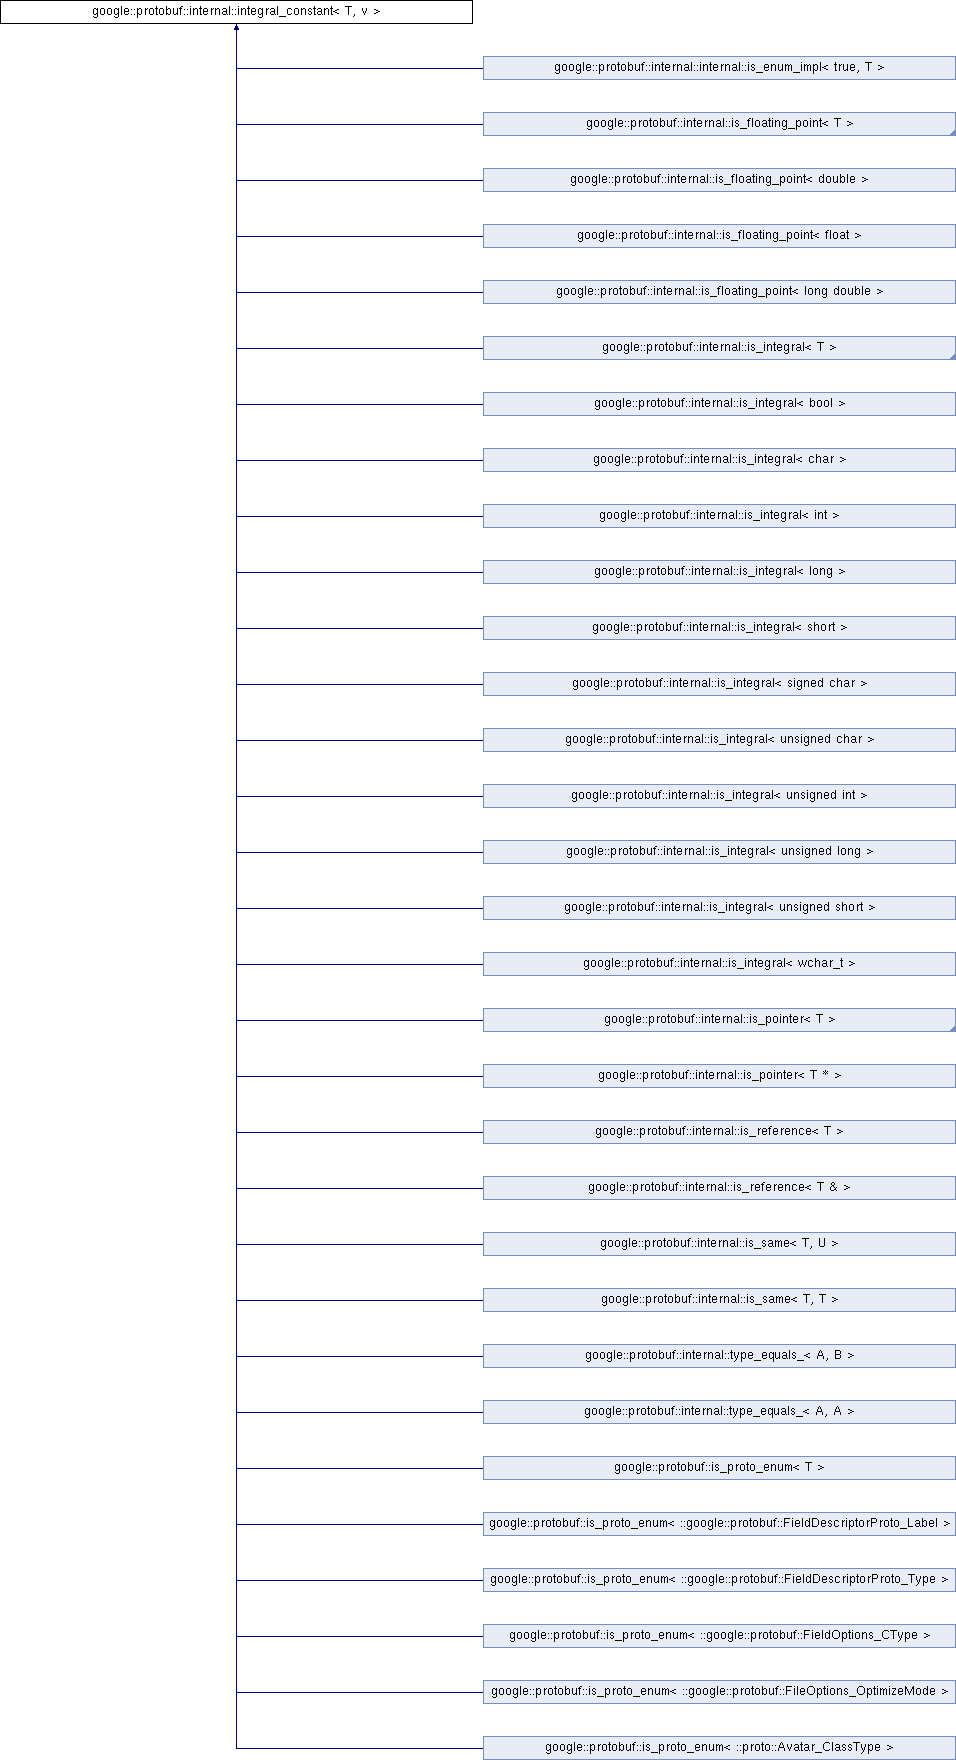 google::protobuf::internal::integral_constant< T, v >
google::protobuf::internal::internal::is_enum_impl< true, T >
google::protobuf::internal::is_floating_point< T >
google::protobuf::internal::is_floating_point< double >
google::protobuf::internal::is_floating_point< float >
google::protobuf::internal::is_floating_point< long double >
google::protobuf::internal::is_integral< T >
google::protobuf::internal::is_integral< bool >
google::protobuf::internal::is_integral< char >
google::protobuf::internal::is_integral< int >
google::protobuf::internal::is_integral< long >
google::protobuf::internal::is_integral< short >
google::protobuf::internal::is_integral< signed char >
google::protobuf::internal::is_integral< unsigned char >
google::protobuf::internal::is_integral< unsigned int >
google::protobuf::internal::is_integral< unsigned long >
google::protobuf::internal::is_integral< unsigned short >
google::protobuf::internal::is_integral< wchar_t >
google::protobuf::internal::is_pointer< T >
google::protobuf::internal::is_pointer< T * >
google::protobuf::internal::is_reference< T >
google::protobuf::internal::is_reference< T & >
google::protobuf::internal::is_same< T, U >
google::protobuf::internal::is_same< T, T >
google::protobuf::internal::type_equals_< A, B >
google::protobuf::internal::type_equals_< A, A >
google::protobuf::is_proto_enum< T >
google::protobuf::is_proto_enum< ::google::protobuf::FieldDescriptorProto_Label >
google::protobuf::is_proto_enum< ::google::protobuf::FieldDescriptorProto_Type >
google::protobuf::is_proto_enum< ::google::protobuf::FieldOptions_CType >
google::protobuf::is_proto_enum< ::google::protobuf::FileOptions_OptimizeMode >
google::protobuf::is_proto_enum< ::proto::Avatar_ClassType >